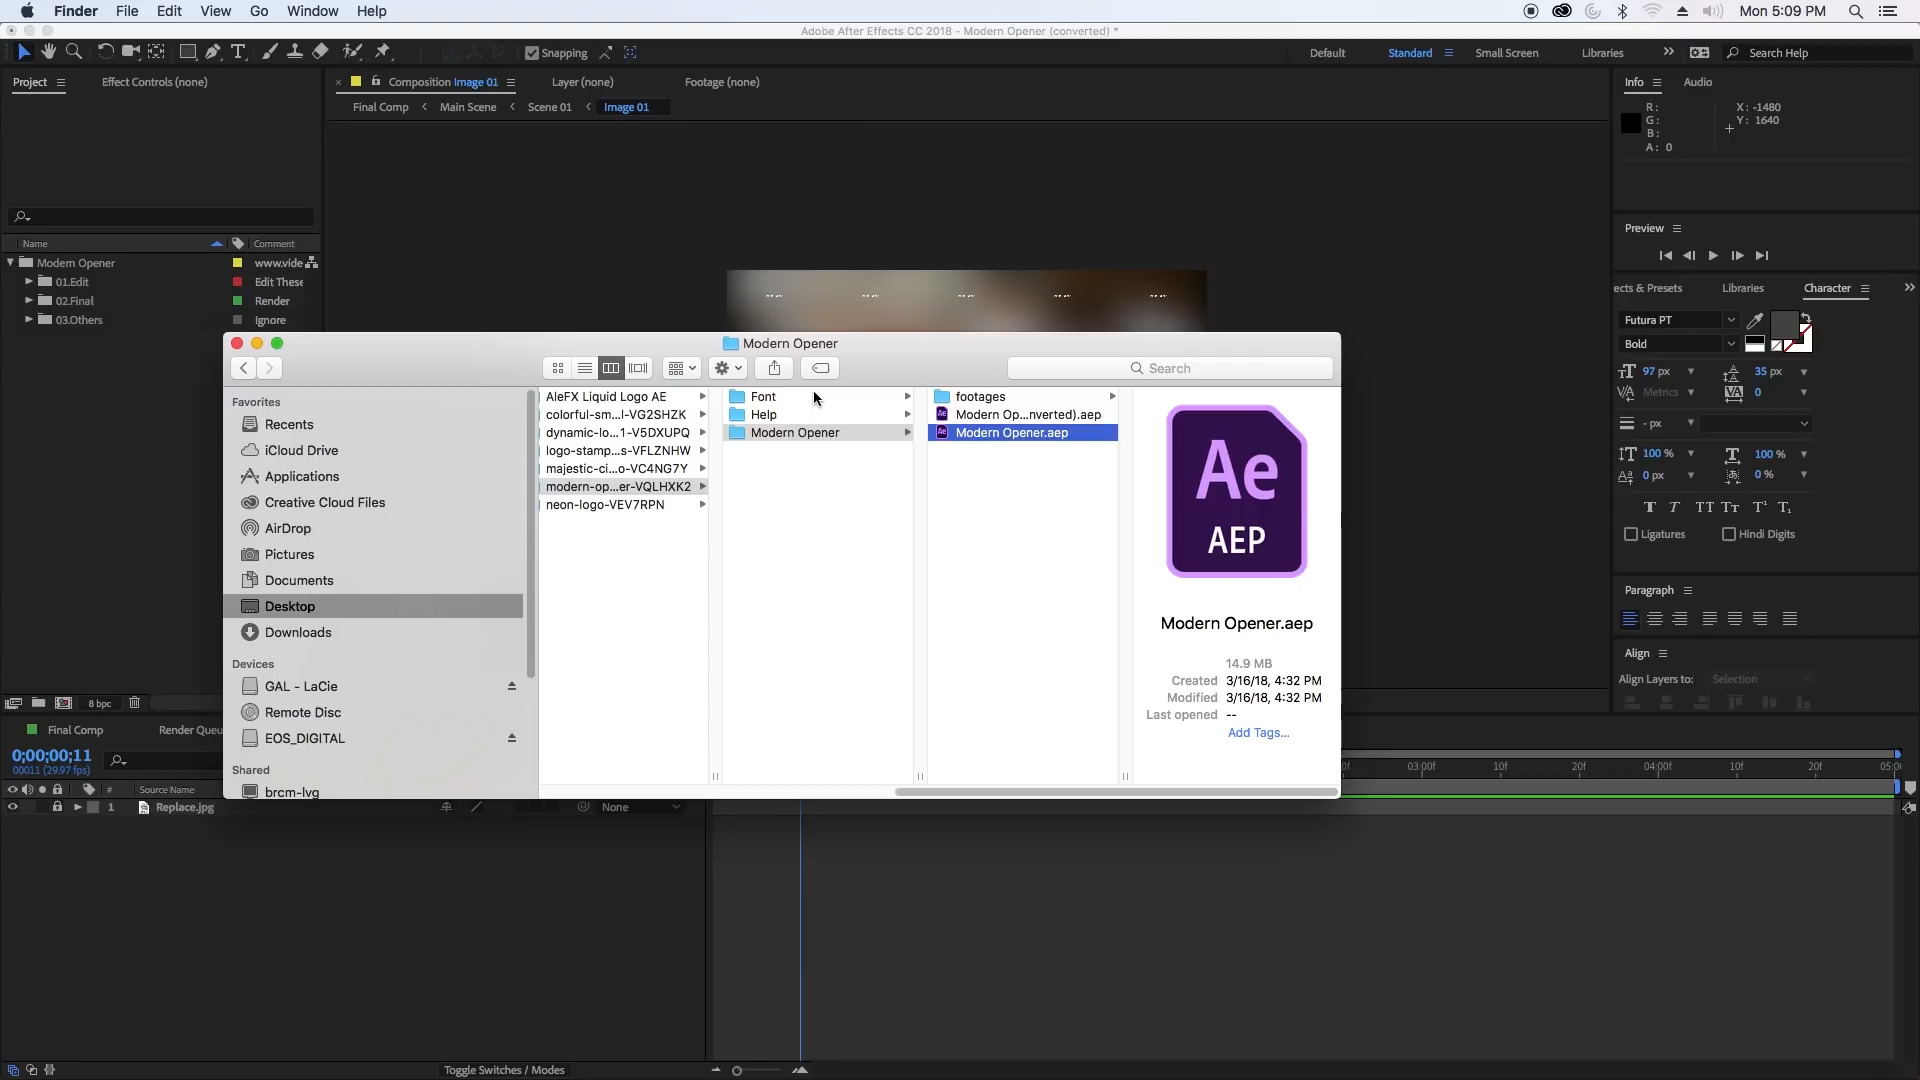 Finder File Edit View Go Window Help Mon 5:09 PM
Adobe After Effects CC 2018 - Modern Opener (converted) *
Snapping Default Standard Small Screen Libraries Search Help
Project Effect Controls (none) Composition Image 01 Layer (none) Footage (none) Info Audio
Final Comp Main Scene Scene 01 Image 01
R: X: -1480
G: Y: 1640
B:
A: 0
Preview
Name Comment
Modern Opener www.vide
01.Edit Edit These
02.Final Render
03.Others Ignore
ects & Presets Libraries Character
Futura PT
Bold
97 px 35 px
Metrics 0
- px
100 % 100 %
0 px 0 %
Ligatures Hindi Digits
Paragraph
Align
Align Layers to: Selection
Modern Opener
Search
Favorites
Recents
iCloud Drive
Applications
Creative Cloud Files
AirDrop
Pictures
Documents
Desktop
Downloads
Devices
GAL - LaCie
Remote Disc
EOS_DIGITAL
Shared
brcm-lvg
AleFX Liquid Logo AE
colorful-sm...l-VG2SHZK
dynamic-lo...1-V5DXUPQ
logo-stamp...s-VFLZNHW
majestic-ci...o-VC4NG7Y
modern-op...er-VQLHXK2
neon-logo-VEV7RPN
Font
Help
Modern Opener
footages
Modern Op...nverted).aep
Modern Opener.aep
Ae
AEP
Modern Opener.aep
14.9 MB
Created 3/16/18, 4:32 PM
Modified 3/16/18, 4:32 PM
Last opened --
Add Tags...
8 bpc
Final Comp Render Queu
0;00;00;11
00011 (29.97 fps)
0f 03:00f 10f 20f 04:00f 10f 20f 05:0
# Source Name
1 Replace.jpg None
Toggle Switches / Modes